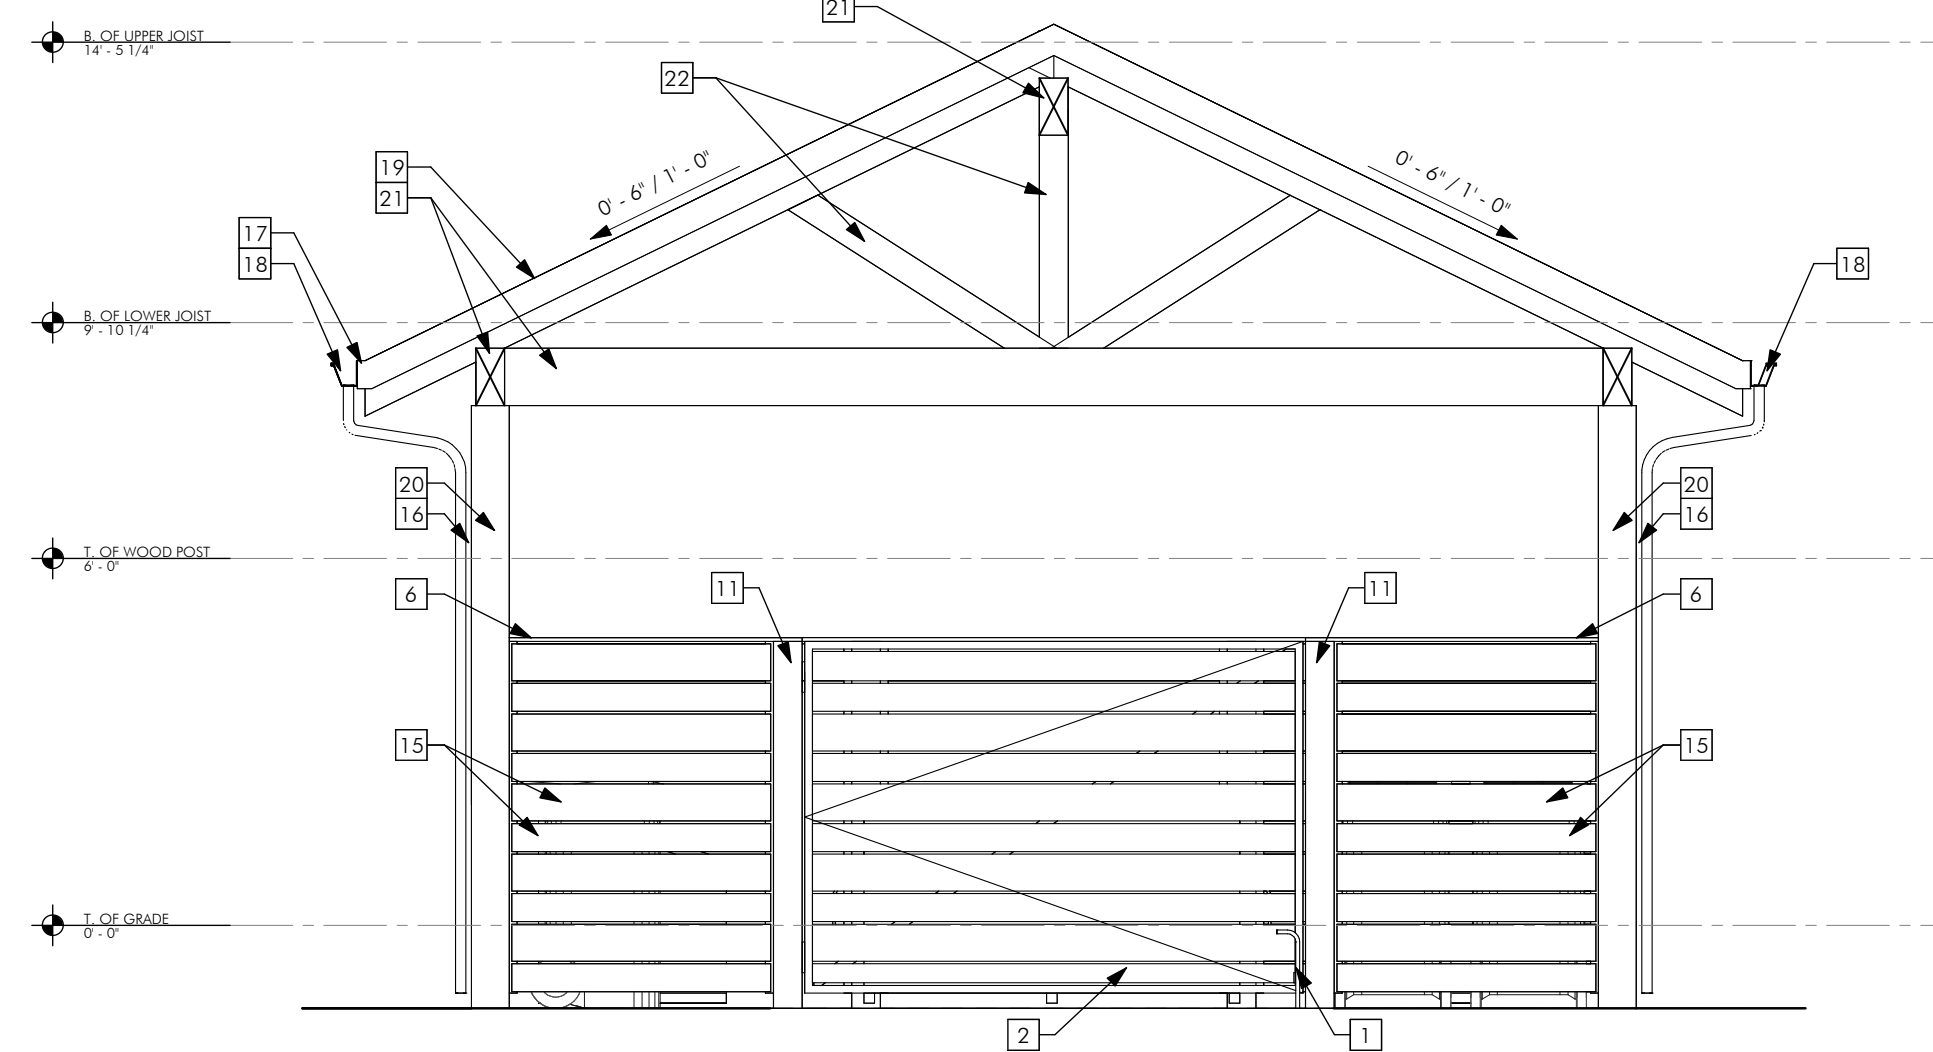 21
B. OF UPPER JOIST
14' - 5 1/4"
22
0' - 6" / 1' - 0"
0' - 6" / 1' - 0"
19
21
17
18
18
B. OF LOWER JOIST
9' - 10 1/4"
20
16
20
16
T. OF WOOD POST
6' - 0"
6
11
11
6
15
15
T. OF GRADE
0' - 0"
2
1